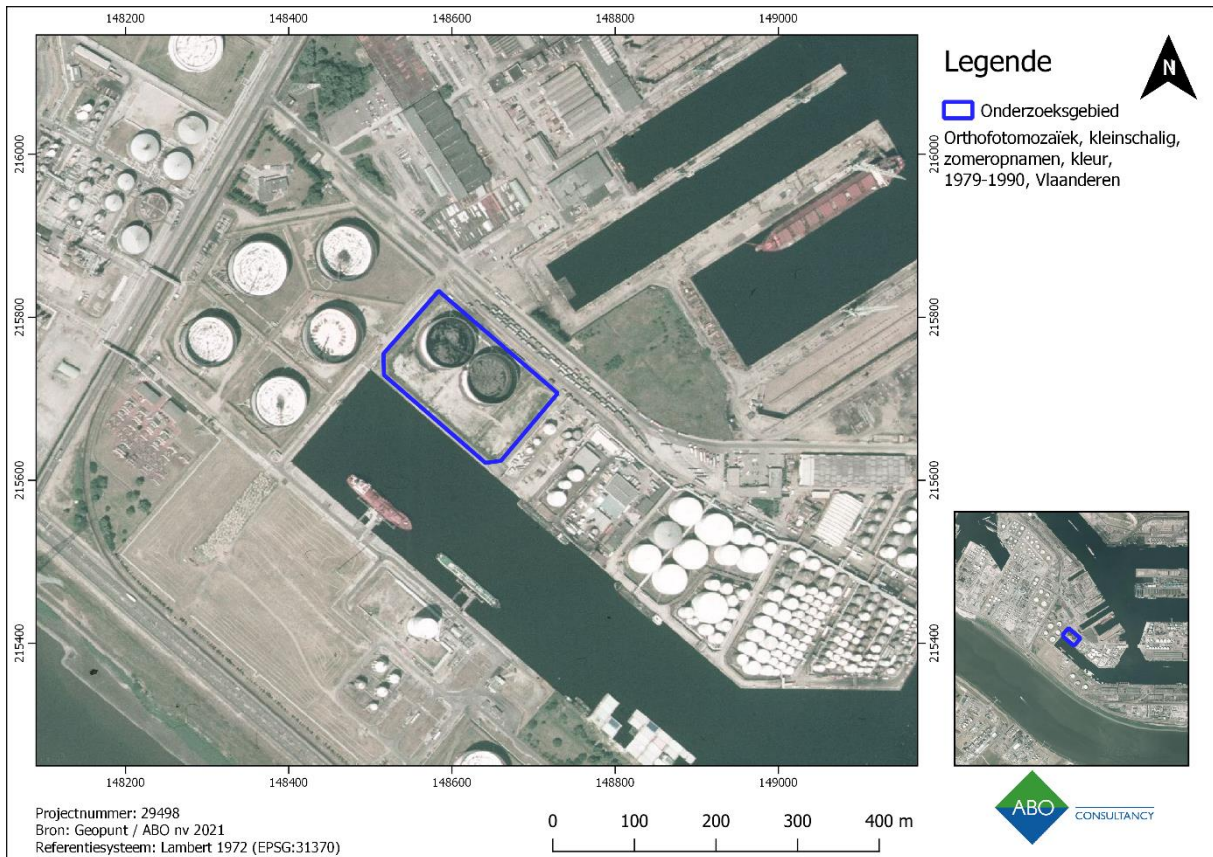 148200 148400 148600 148800 149000
Legende
N
Onderzoeksgebied
Orthofotomozaïek, kleinschalig,
zomeropnamen, kleur,
1979-1990, Vlaanderen
216000 216000
215800 215800
215600 215600
215400 215400
148200 148400 148600 148800 149000
Projectnummer: 29498
Bron: Geopunt / ABO nv 2021
Referentiesysteem: Lambert 1972 (EPSG:31370)
0 100 200 300 400 m
ABO CONSULTANCY